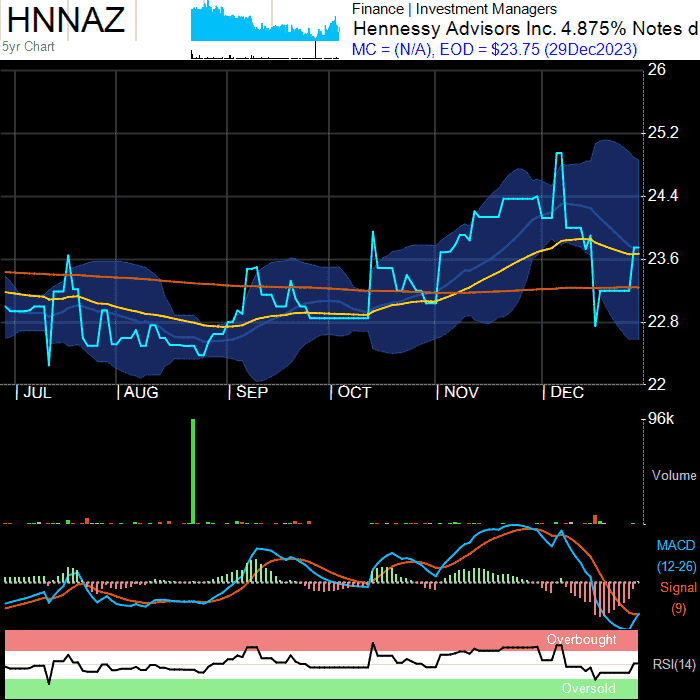 HNNAZ
5yr Chart
Finance | Investment Managers
Hennessy Advisors Inc. 4.875% Notes d
MC = (N/A), EOD = $23.75 (29Dec2023)
26
25.2
24.4
23.6
22.8
22
JUL AUG SEP OCT NOV DEC
96k
Volume
MACD
(12-26)
Signal
(9)
Overbought
RSI(14)
Oversold